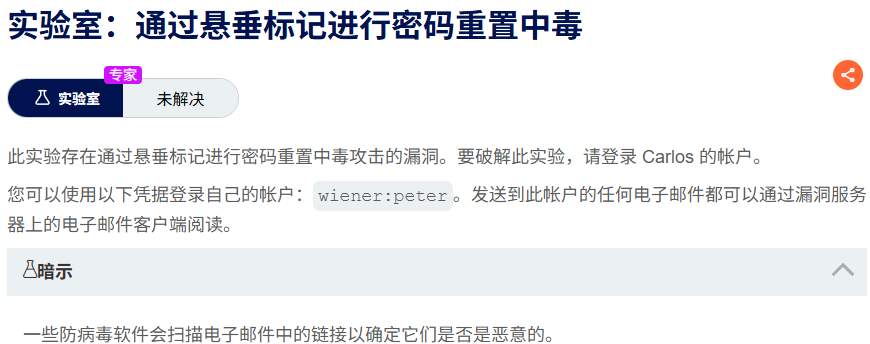 实验室：通过悬垂标记进行密码重置中毒
专家
实验室 未解决
此实验存在通过悬垂标记进行密码重置中毒攻击的漏洞。要破解此实验，请登录 Carlos 的帐户。
您可以使用以下凭据登录自己的帐户：wiener:peter。发送到此帐户的任何电子邮件都可以通过漏洞服务
器上的电子邮件客户端阅读。
暗示
一些防病毒软件会扫描电子邮件中的链接以确定它们是否是恶意的。